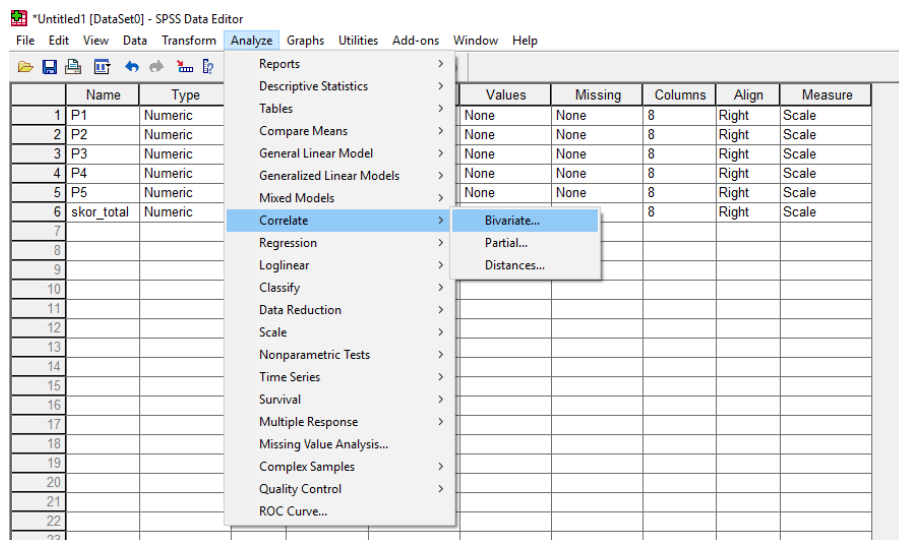 *Untitled1 [DataSet0] - SPSS Data Editor
File Edit View Data Transform Analyze Graphs Utilities Add-ons Window Help
Name Type Values Missing Columns Align Measure
1 P1 Numeric None None 8 Right Scale
2 P2 Numeric None None 8 Right Scale
3 P3 Numeric None None 8 Right Scale
4 P4 Numeric None None 8 Right Scale
5 P5 Numeric None None 8 Right Scale
6 skor_total Numeric 8 Right Scale
7
8
9
10
11
12
13
14
15
16
17
18
19
20
21
22
23
Reports
Descriptive Statistics
Tables
Compare Means
General Linear Model
Generalized Linear Models
Mixed Models
Correlate
Regression
Loglinear
Classify
Data Reduction
Scale
Nonparametric Tests
Time Series
Survival
Multiple Response
Missing Value Analysis...
Complex Samples
Quality Control
ROC Curve...
Bivariate...
Partial...
Distances...